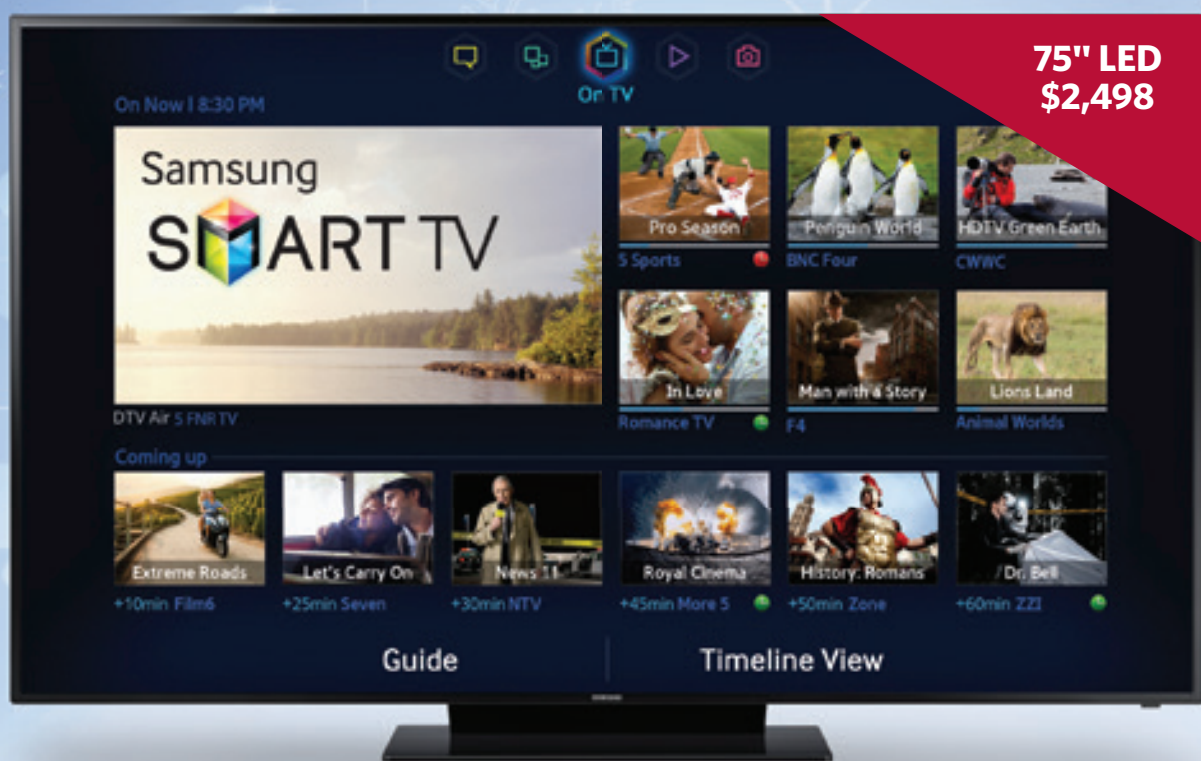 75" LED
$2,498
On TV
On Now | 8:30 PM
Samsung
SMART TV
DTV Air 5 FNR TV
Pro Season
5 Sports
Penguin World
BNC Four
HDTV Green Earth
CWWC
In Love
Romance TV
Man with a Story
F4
Lions Land
Animal Worlds
Coming up
Extreme Roads
+10min Film6
Let's Carry On
+25min Seven
News 11
+30min NTV
Royal Cinema
+45min More 5
History: Romans
+50min Zone
Dr. Bell
+60min ZZI
Guide
Timeline View
SAMSUNG